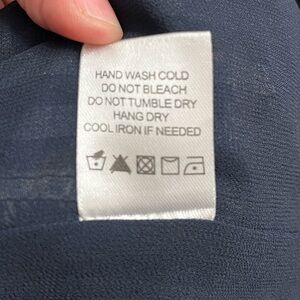 HAND WASH COLD
DO NOT BLEACH
DO NOT TUMBLE DRY
HANG DRY
COOL IRON IF NEEDED